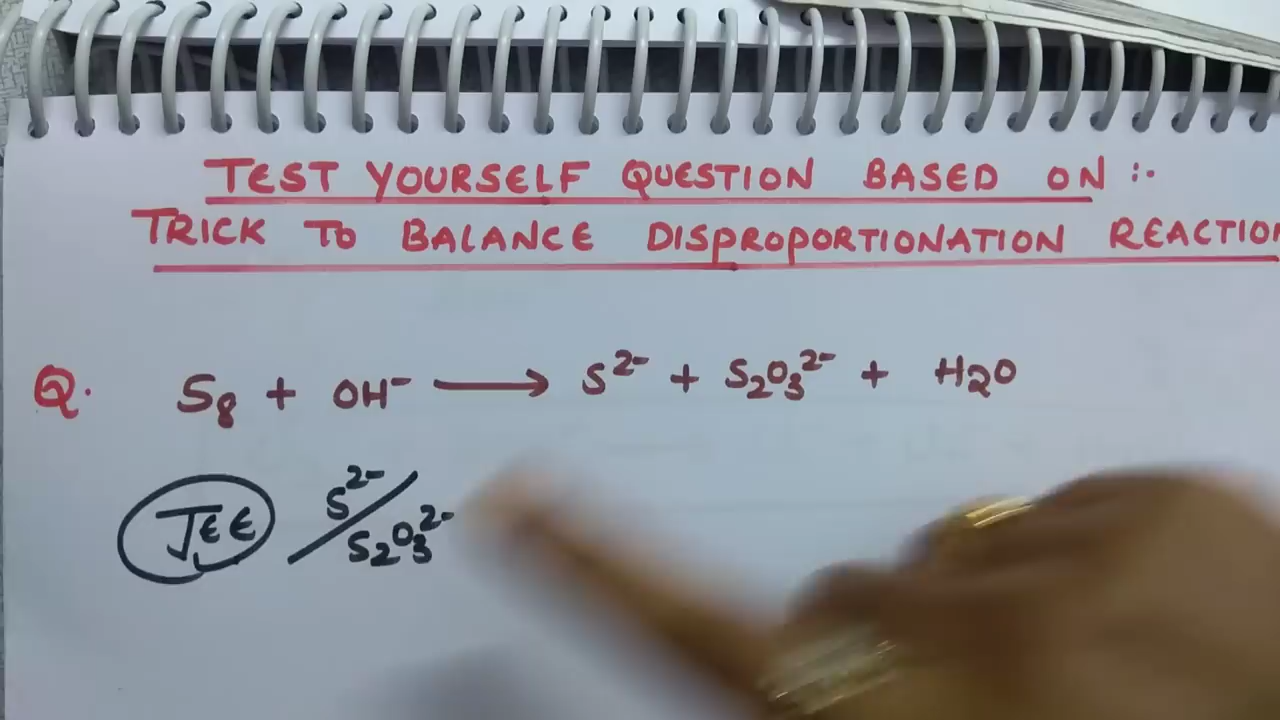 TEST YOURSELF QUESTION BASED ON :-
TRICK TO BALANCE DISPROPORTIONATION REACTION
Q. S₈ + OH⁻ ⟶ S²⁻ + S₂O₃²⁻ + H₂O
JEE S²⁻ / S₂O₃²⁻